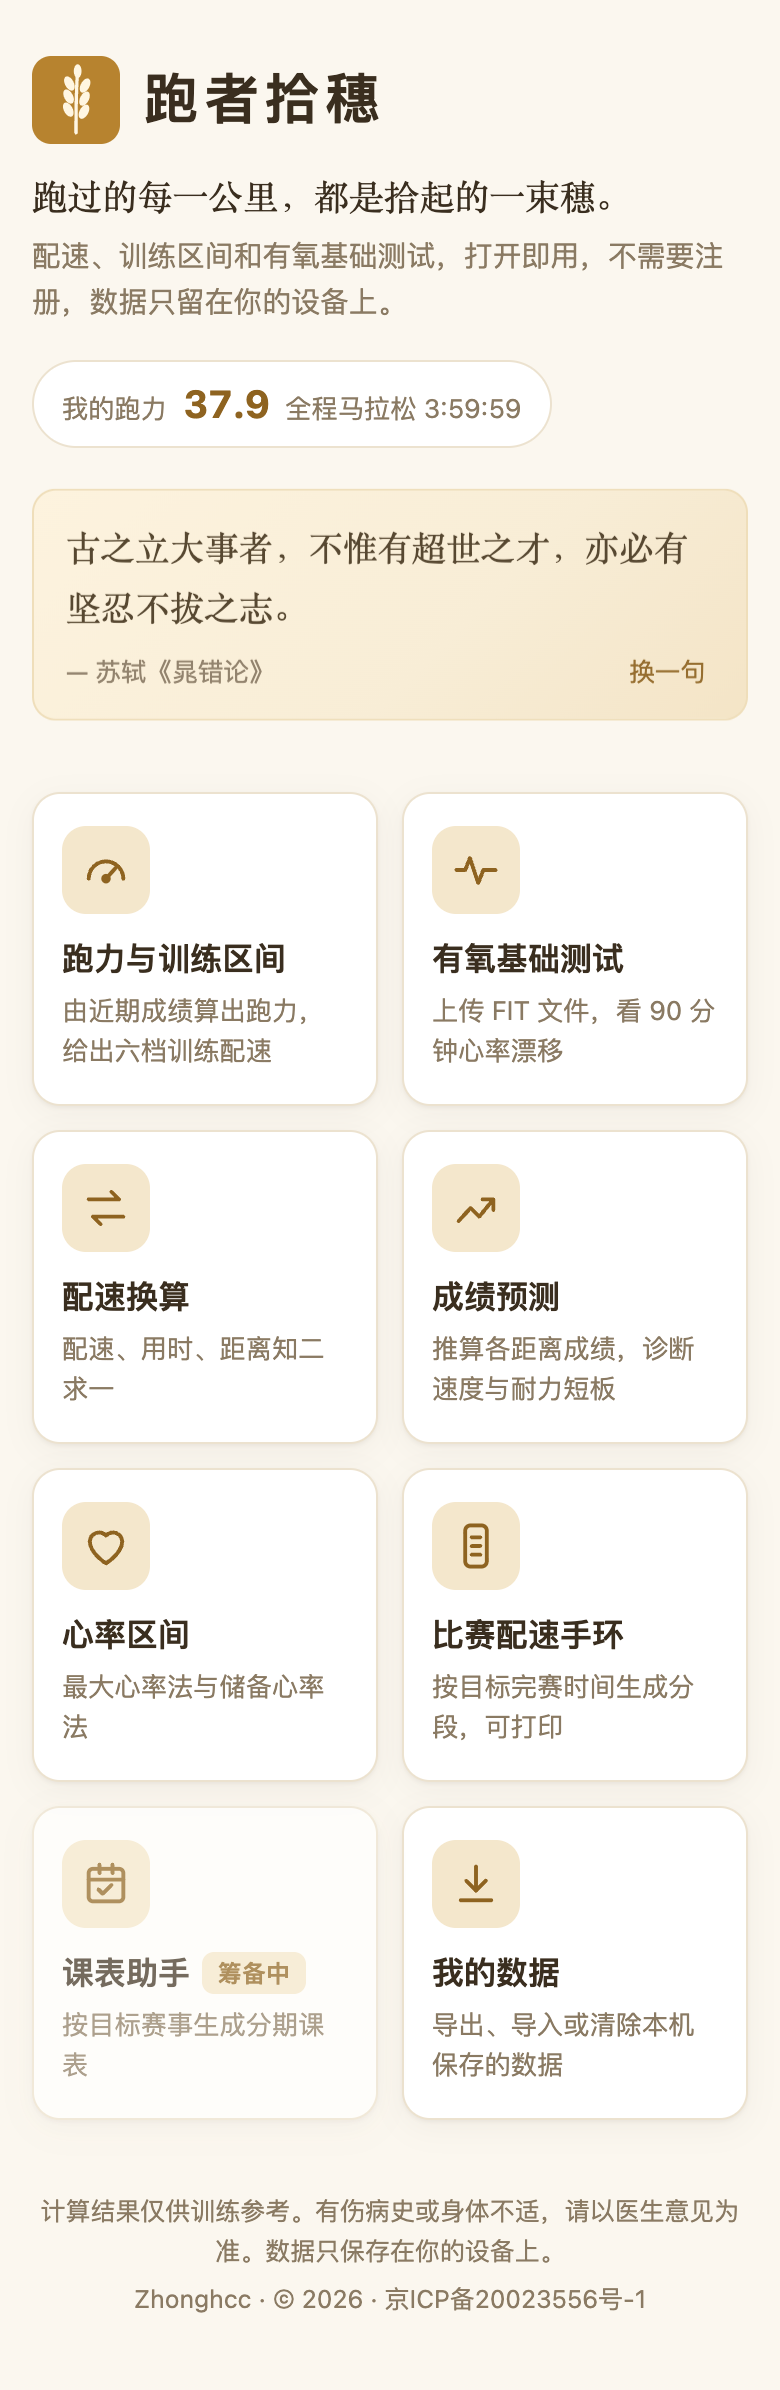 跑者拾穗
跑过的每一公里，都是拾起的一束穗。
配速、训练区间和有氧基础测试，打开即用，不需要注
册，数据只留在你的设备上。
我的跑力 37.9 全程马拉松 3:59:59
古之立大事者，不惟有超世之才，亦必有
坚忍不拔之志。
— 苏轼《晁错论》
换一句
跑力与训练区间
由近期成绩算出跑力，
给出六档训练配速
有氧基础测试
上传 FIT 文件，看 90 分
钟心率漂移
配速换算
配速、用时、距离知二
求一
成绩预测
推算各距离成绩，诊断
速度与耐力短板
心率区间
最大心率法与储备心率
法
比赛配速手环
按目标完赛时间生成分
段，可打印
课表助手 筹备中
按目标赛事生成分期课
表
我的数据
导出、导入或清除本机
保存的数据
计算结果仅供训练参考。有伤病史或身体不适，请以医生意见为
准。数据只保存在你的设备上。
Zhonghcc · © 2026 · 京ICP备20023556号-1